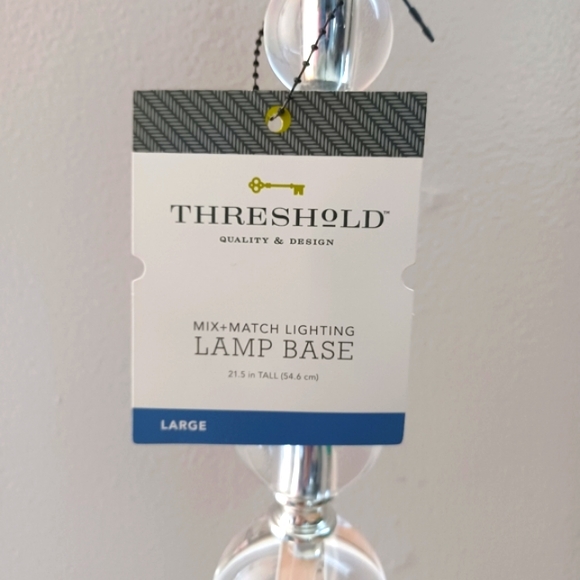 THRESHOLD™
QUALITY & DESIGN
MIX+MATCH LIGHTING
LAMP BASE
21.5 in TALL (54.6 cm)
LARGE